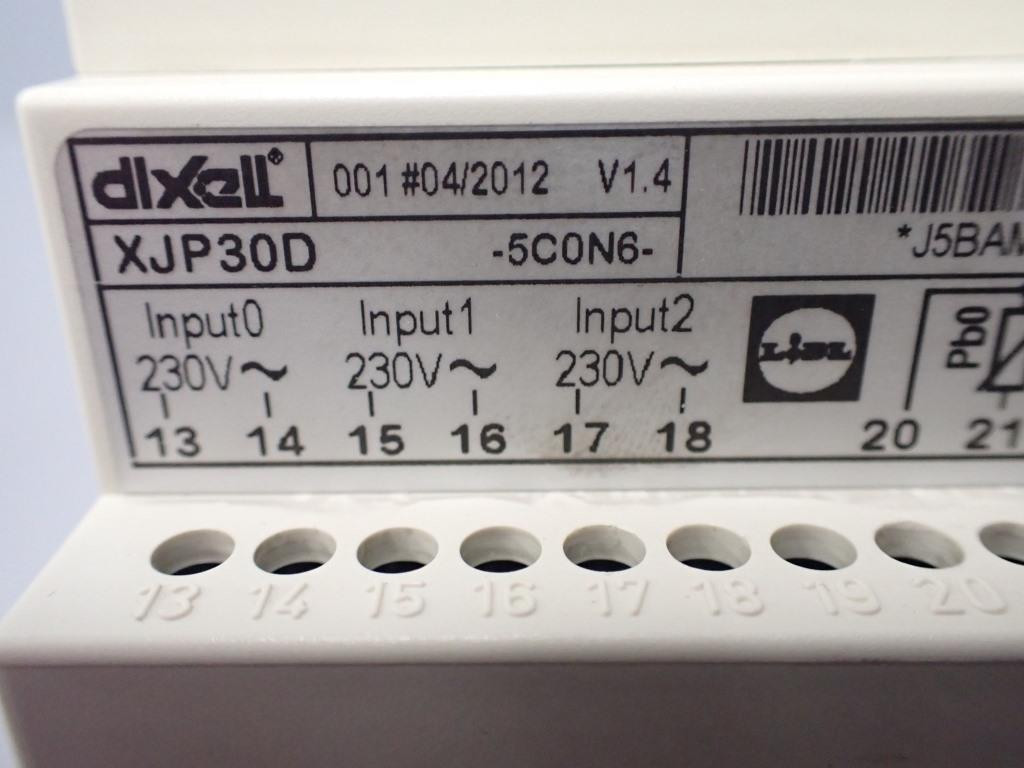 dixell® 001 #04/2012 V1.4
XJP30D -5C0N6- *J5BAM
Input0 Input1 Input2
230V~ 230V~ 230V~ LIDL Pb0
13 14 15 16 17 18 20 21
13 14 15 16 17 18 19 20